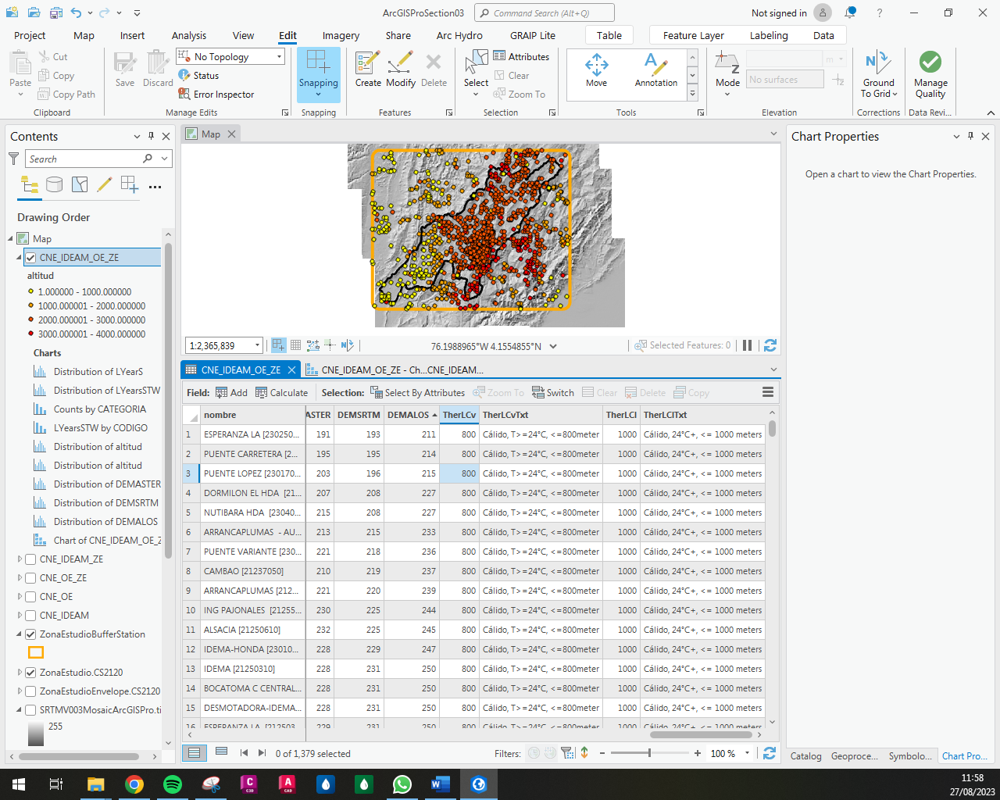 ArcGISProSection03
Command Search (Alt+Q)
Not signed in
?
Project
Map
Insert
Analysis
View
Edit
Imagery
Share
Arc Hydro
GRAIP Lite
Table
Feature Layer
Labeling
Data
Paste
Cut
Copy
Copy Path
Clipboard
Save
Discard
No Topology
Status
Error Inspector
Manage Edits
Snapping
Snapping
Create
Modify
Delete
Features
Select
Attributes
Clear
Zoom To
Selection
Move
Annotation
Tools
Mode
m
No surfaces
Elevation
Ground
To Grid
Corrections
Manage
Quality
Data Revi...
Contents
Search
Drawing Order
Map
CNE_IDEAM_OE_ZE
altitud
1.000000 - 1000.000000
1000.000001 - 2000.000000
2000.000001 - 3000.000000
3000.000001 - 4000.000000
Charts
Distribution of LYearS
Distribution of LYearsSTW
Counts by CATEGORIA
LYearsSTW by CODIGO
Distribution of altitud
Distribution of altitud
Distribution of DEMASTER
Distribution of DEMSRTM
Distribution of DEMALOS
Chart of CNE_IDEAM_OE_Z
CNE_IDEAM_ZE
CNE_OE_ZE
CNE_OE
CNE_IDEAM
ZonaEstudioBufferStation
ZonaEstudio.CS2120
ZonaEstudioEnvelope.CS2120
SRTMV003MosaicArcGISPro.ti
255
Map
1:2,365,839
76.1988965°W 4.1554855°N
Selected Features: 0
CNE_IDEAM_OE_ZE
CNE_IDEAM_OE_ZE - Ch...CNE_IDEAM...
Field: Add Calculate Selection: Select By Attributes Zoom To Switch Clear Delete Copy
nombre ASTER DEMSRTM DEMALOS TherLCv TherLCvTxt TherLCl TherLClTxt
1 ESPERANZA LA [230250... 191 193 211 800 Cálido, T>=24°C, <=800meter 1000 Cálido, 24°C+, <= 1000 meters
2 PUENTE CARRETERA [2... 195 195 214 800 Cálido, T>=24°C, <=800meter 1000 Cálido, 24°C+, <= 1000 meters
3 PUENTE LOPEZ [230170... 203 196 215 800 Cálido, T>=24°C, <=800meter 1000 Cálido, 24°C+, <= 1000 meters
4 DORMILON EL HDA [21... 207 208 227 800 Cálido, T>=24°C, <=800meter 1000 Cálido, 24°C+, <= 1000 meters
5 NUTIBARA HDA [23040... 215 208 227 800 Cálido, T>=24°C, <=800meter 1000 Cálido, 24°C+, <= 1000 meters
6 ARRANCAPLUMAS - AU... 213 215 233 800 Cálido, T>=24°C, <=800meter 1000 Cálido, 24°C+, <= 1000 meters
7 PUENTE VARIANTE [230... 221 218 236 800 Cálido, T>=24°C, <=800meter 1000 Cálido, 24°C+, <= 1000 meters
8 CAMBAO [21237050] 210 219 237 800 Cálido, T>=24°C, <=800meter 1000 Cálido, 24°C+, <= 1000 meters
9 ARRANCAPLUMAS [212... 221 220 239 800 Cálido, T>=24°C, <=800meter 1000 Cálido, 24°C+, <= 1000 meters
10 ING PAJONALES [21255... 230 225 244 800 Cálido, T>=24°C, <=800meter 1000 Cálido, 24°C+, <= 1000 meters
11 ALSACIA [21250610] 232 225 245 800 Cálido, T>=24°C, <=800meter 1000 Cálido, 24°C+, <= 1000 meters
12 IDEMA-HONDA [23010... 228 229 247 800 Cálido, T>=24°C, <=800meter 1000 Cálido, 24°C+, <= 1000 meters
13 IDEMA [21250310] 228 231 250 800 Cálido, T>=24°C, <=800meter 1000 Cálido, 24°C+, <= 1000 meters
14 BOCATOMA C CENTRAL... 228 231 250 800 Cálido, T>=24°C, <=800meter 1000 Cálido, 24°C+, <= 1000 meters
15 DESMOTADORA-IDEMA... 228 231 250 800 Cálido, T>=24°C, <=800meter 1000 Cálido, 24°C+, <= 1000 meters
16 ESPERANZA LA [212503... 229 231 250 800 Cálido, T>=24°C, <=800meter 1000 Cálido, 24°C+, <= 1000 meters
0 of 1,379 selected
Filters:
100 %
Chart Properties
Open a chart to view the Chart Properties.
Catalog
Geoproce...
Symbolo...
Chart Pro...
11:58
27/08/2023